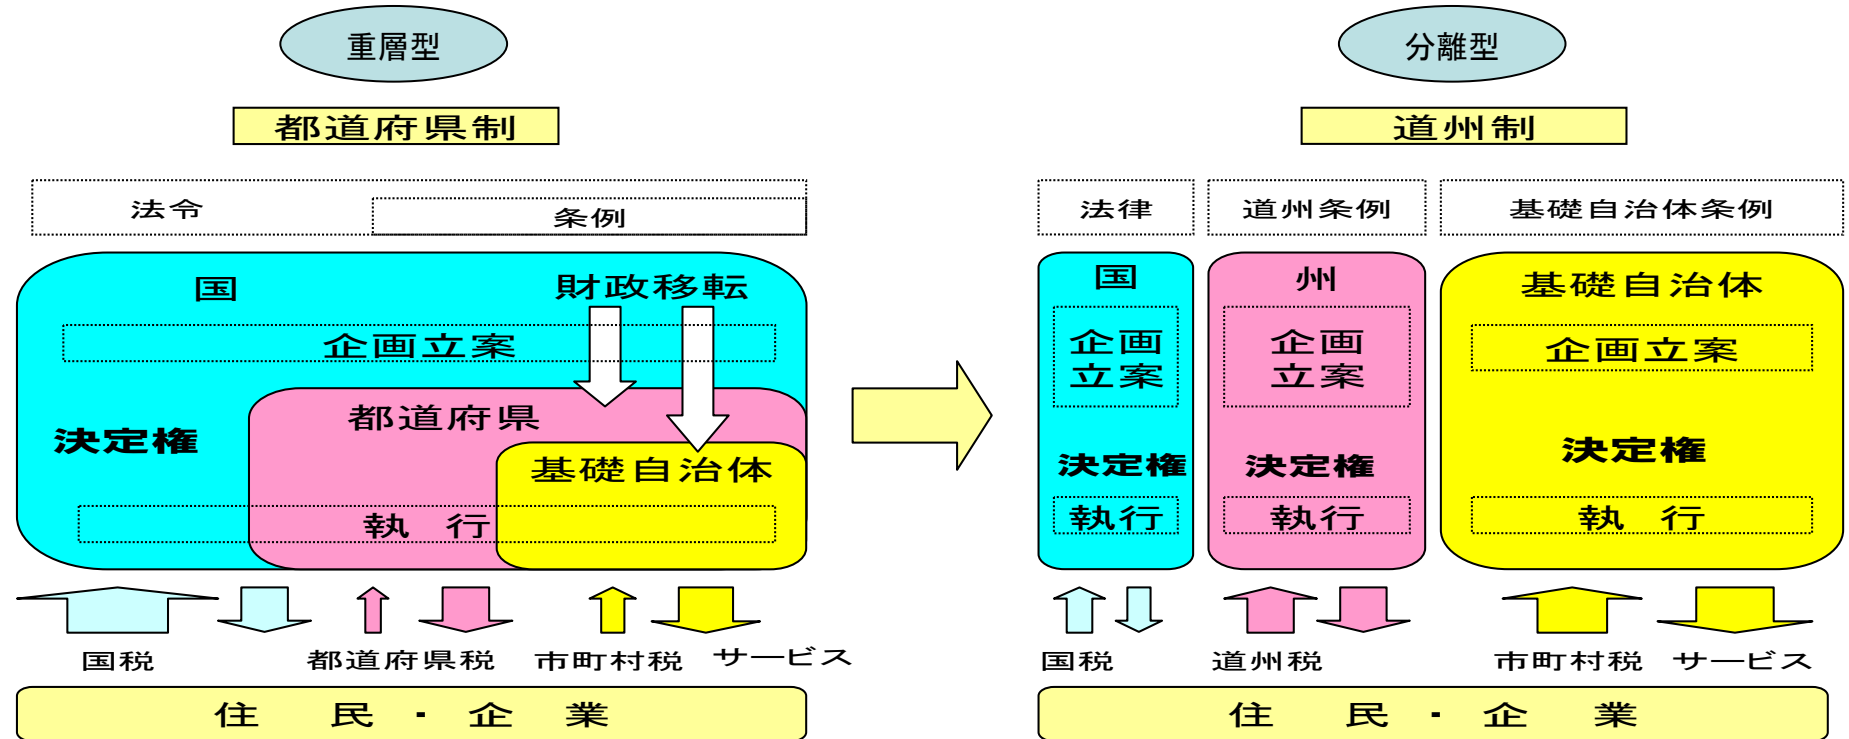 重層型
都道府県制
法令
条例
国
財政移転
企画立案
都道府県
決定権
基礎自治体
執 行
国税
都道府県税
市町村税
サービス
住 民 ・ 企 業
分離型
道州制
法律
道州条例
基礎自治体条例
国
企画
立案
決定権
執行
州
企画
立案
決定権
執行
基礎自治体
企画立案
決定権
執 行
国税
道州税
市町村税
サービス
住 民 ・ 企 業